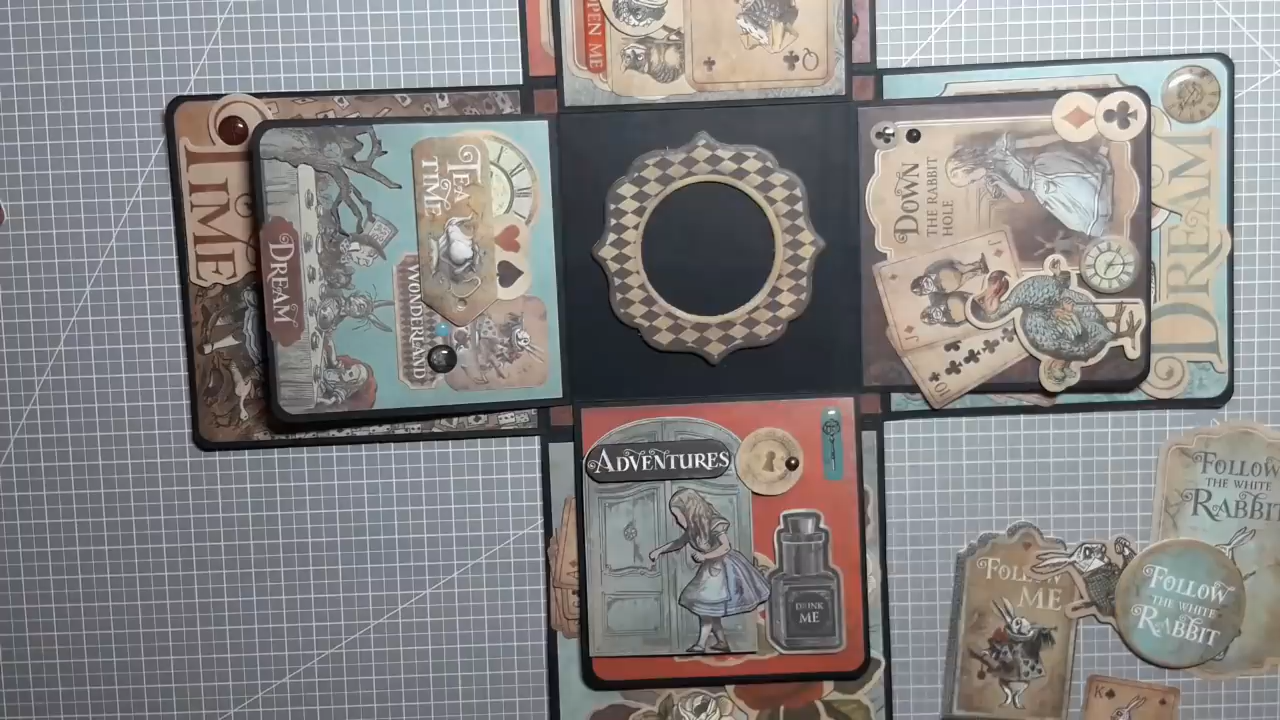 OPEN ME
Q
TIME
TEA
TIME
DREAM
WONDERLAND
DOWN
THE RABBIT
HOLE
J
J
10
DREAM
ADVENTURES
DRINK
ME
FOLLOW
THE WHITE
RABBIT
FOLLOW
ME
FOLLOW
THE WHITE
RABBIT
K